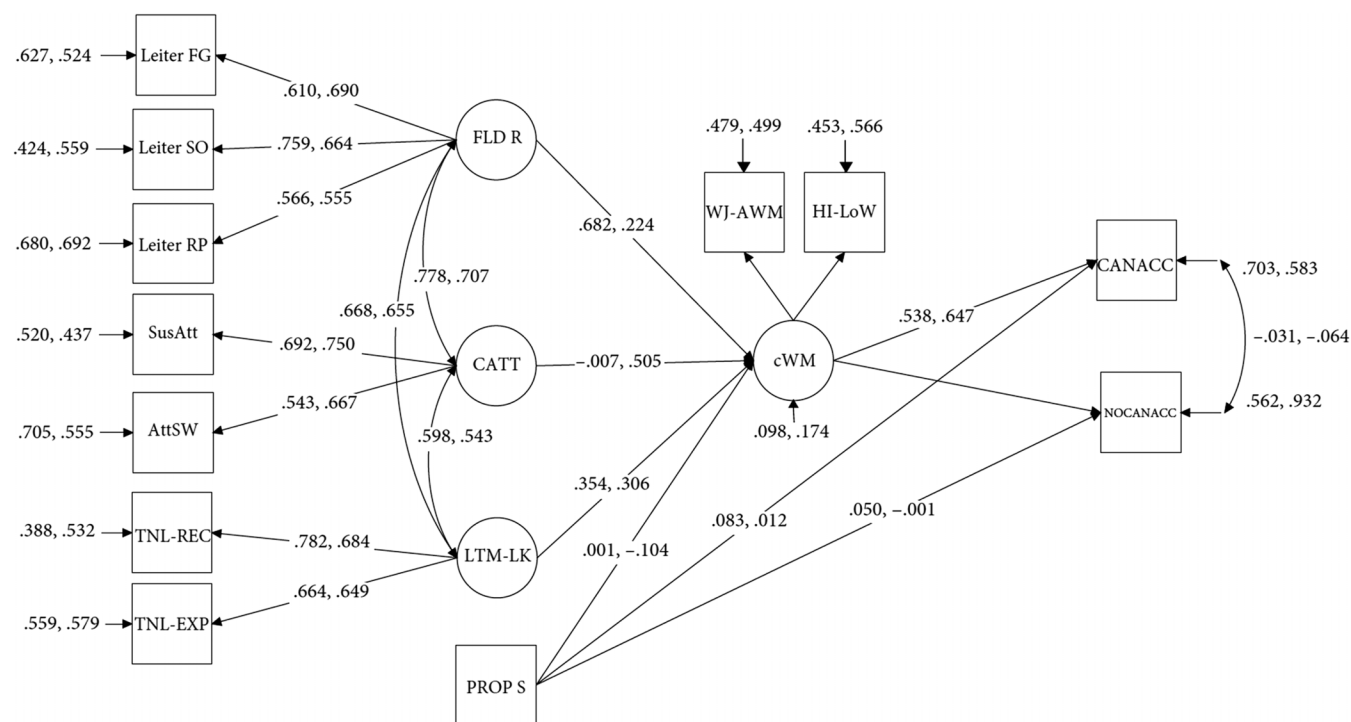 .627, .524
Leiter FG
.610, .690
.424, .559
Leiter SO
.759, .664
FLD R
.479, .499
.453, .566
.566, .555
.680, .692
Leiter RP
WJ-AWM
HI-LoW
.682, .224
.778, .707
.668, .655
CANACC
.703, .583
.538, .647
.520, .437
SusAtt
.692, .750
CATT
–.007, .505
cWM
–.031, –.064
.543, .667
.705, .555
AttSW
.598, .543
.098, .174
NOCANACC
.562, .932
.354, .306
.388, .532
TNL-REC
.782, .684
LTM-LK
.083, .012
.050, –.001
.001, –.104
.664, .649
.559, .579
TNL-EXP
PROP S